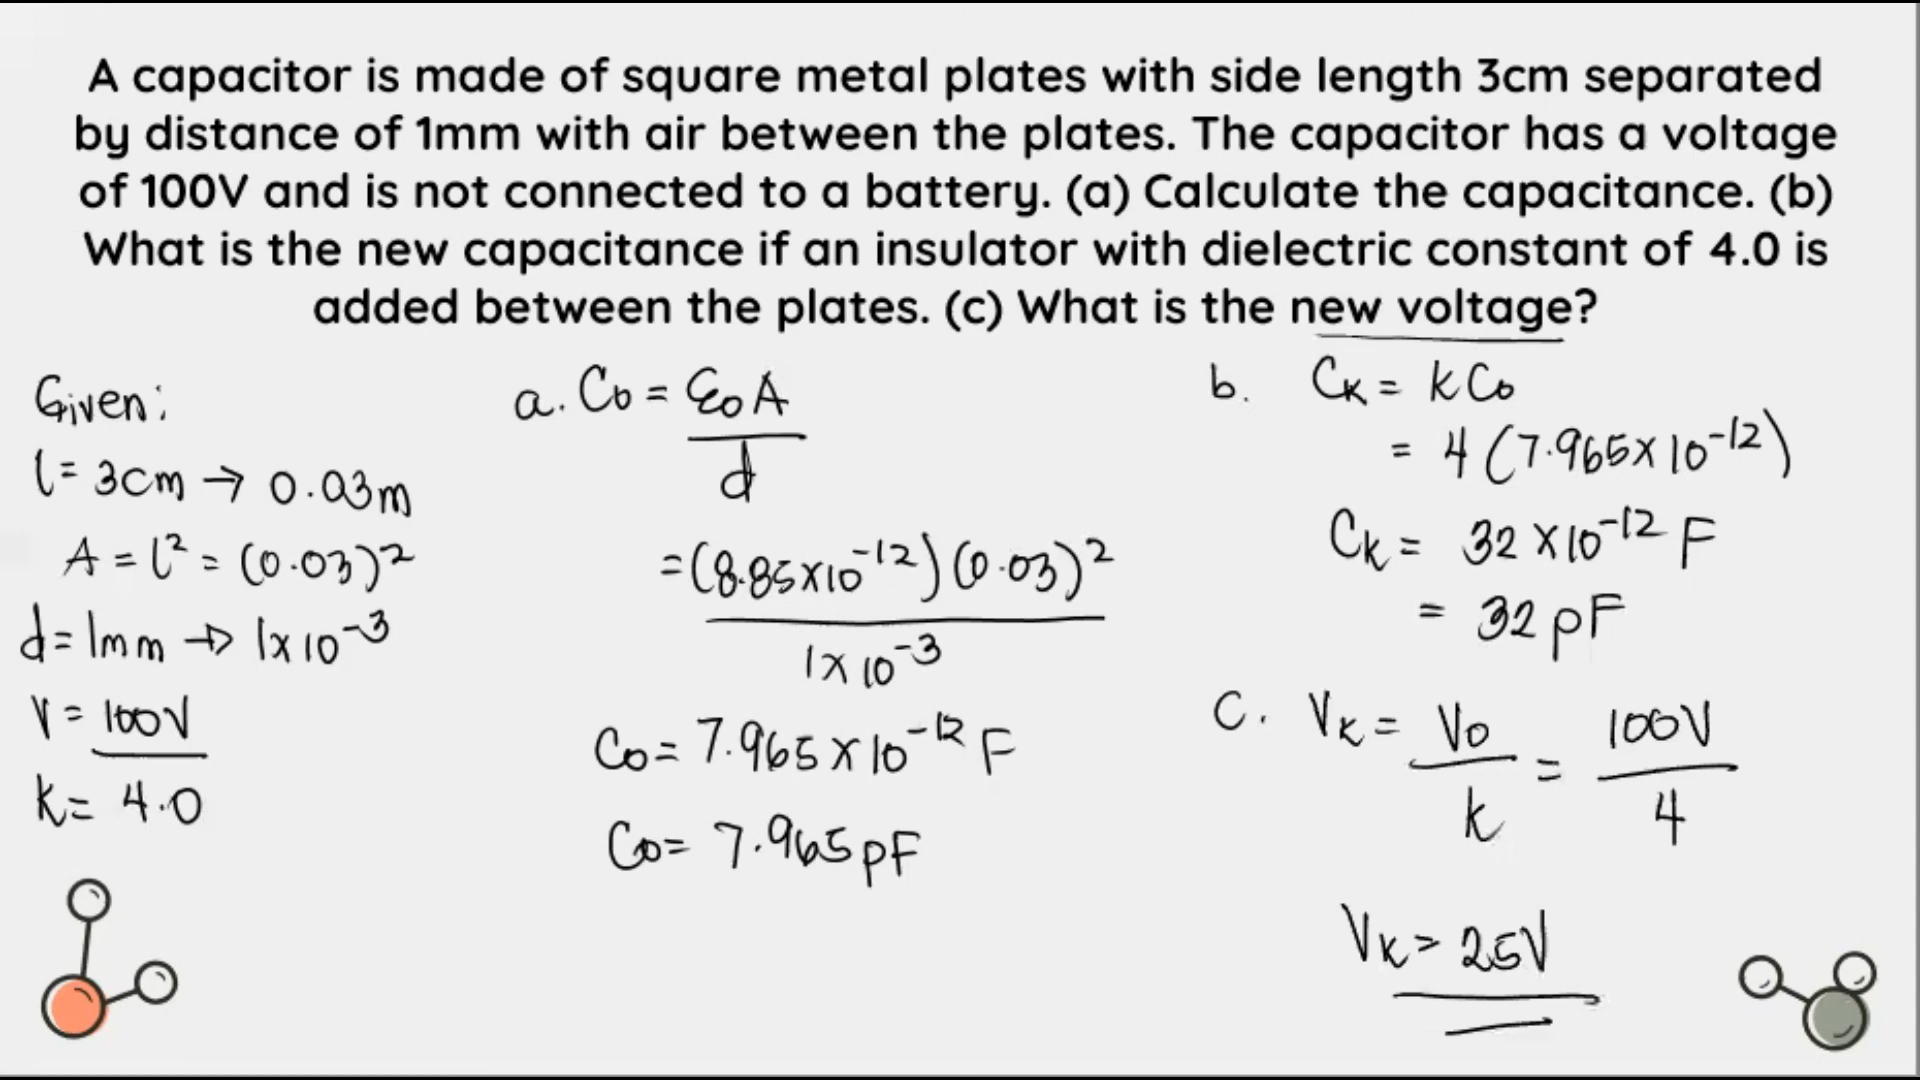 A capacitor is made of square metal plates with side length 3cm separated
by distance of 1mm with air between the plates. The capacitor has a voltage
of 100V and is not connected to a battery. (a) Calculate the capacitance. (b)
What is the new capacitance if an insulator with dielectric constant of 4.0 is
added between the plates. (c) What is the new voltage?
Given:
l = 3cm → 0.03m
A = l² = (0.03)²
d = 1mm → 1x10⁻³
V = 100V
k = 4.0
a. C₀ = ε₀A
d
= (8.85x10⁻¹²)(0.03)²
1x10⁻³
C₀ = 7.965 x 10⁻¹² F
C₀ = 7.965 pF
b. Cₖ = kC₀
= 4 (7.965x10⁻¹²)
Cₖ = 32 x10⁻¹² F
= 32 pF
c. Vₖ = V₀ = 100V
k 4
Vₖ = 25V